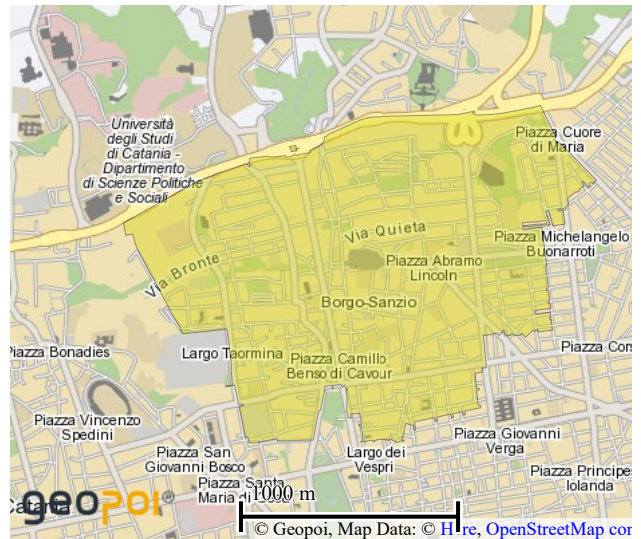 Università
degli Studi
di Catania -
Dipartimento
di Scienze Politiche
e Sociali
Piazza Cuore
di Maria
Via Quieta
Piazza Michelangelo
Buonarroti
Piazza Abramo
Lincoln
Via Bronte
Borgo-Sanzio
Piazza Bonadies
Largo Taormina
Piazza Camillo
Benso di Cavour
Piazza Cors
Piazza Vincenzo
Spedini
Piazza San
Giovanni Bosco
Largo dei
Vespri
Piazza Giovanni
Verga
Piazza Santa
Maria di
Piazza Principe
Iolanda
Catania
geopoi®
1000 m
© Geopoi, Map Data: © Here, OpenStreetMap con